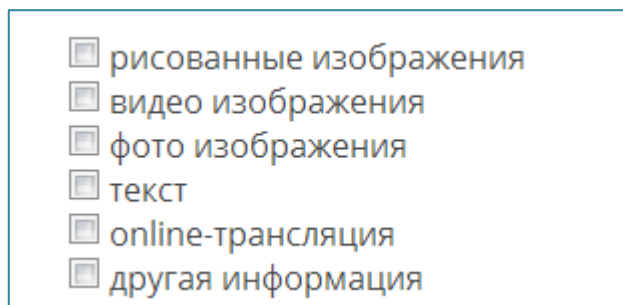 рисованные изображения
видео изображения
фото изображения
текст
online-трансляция
другая информация